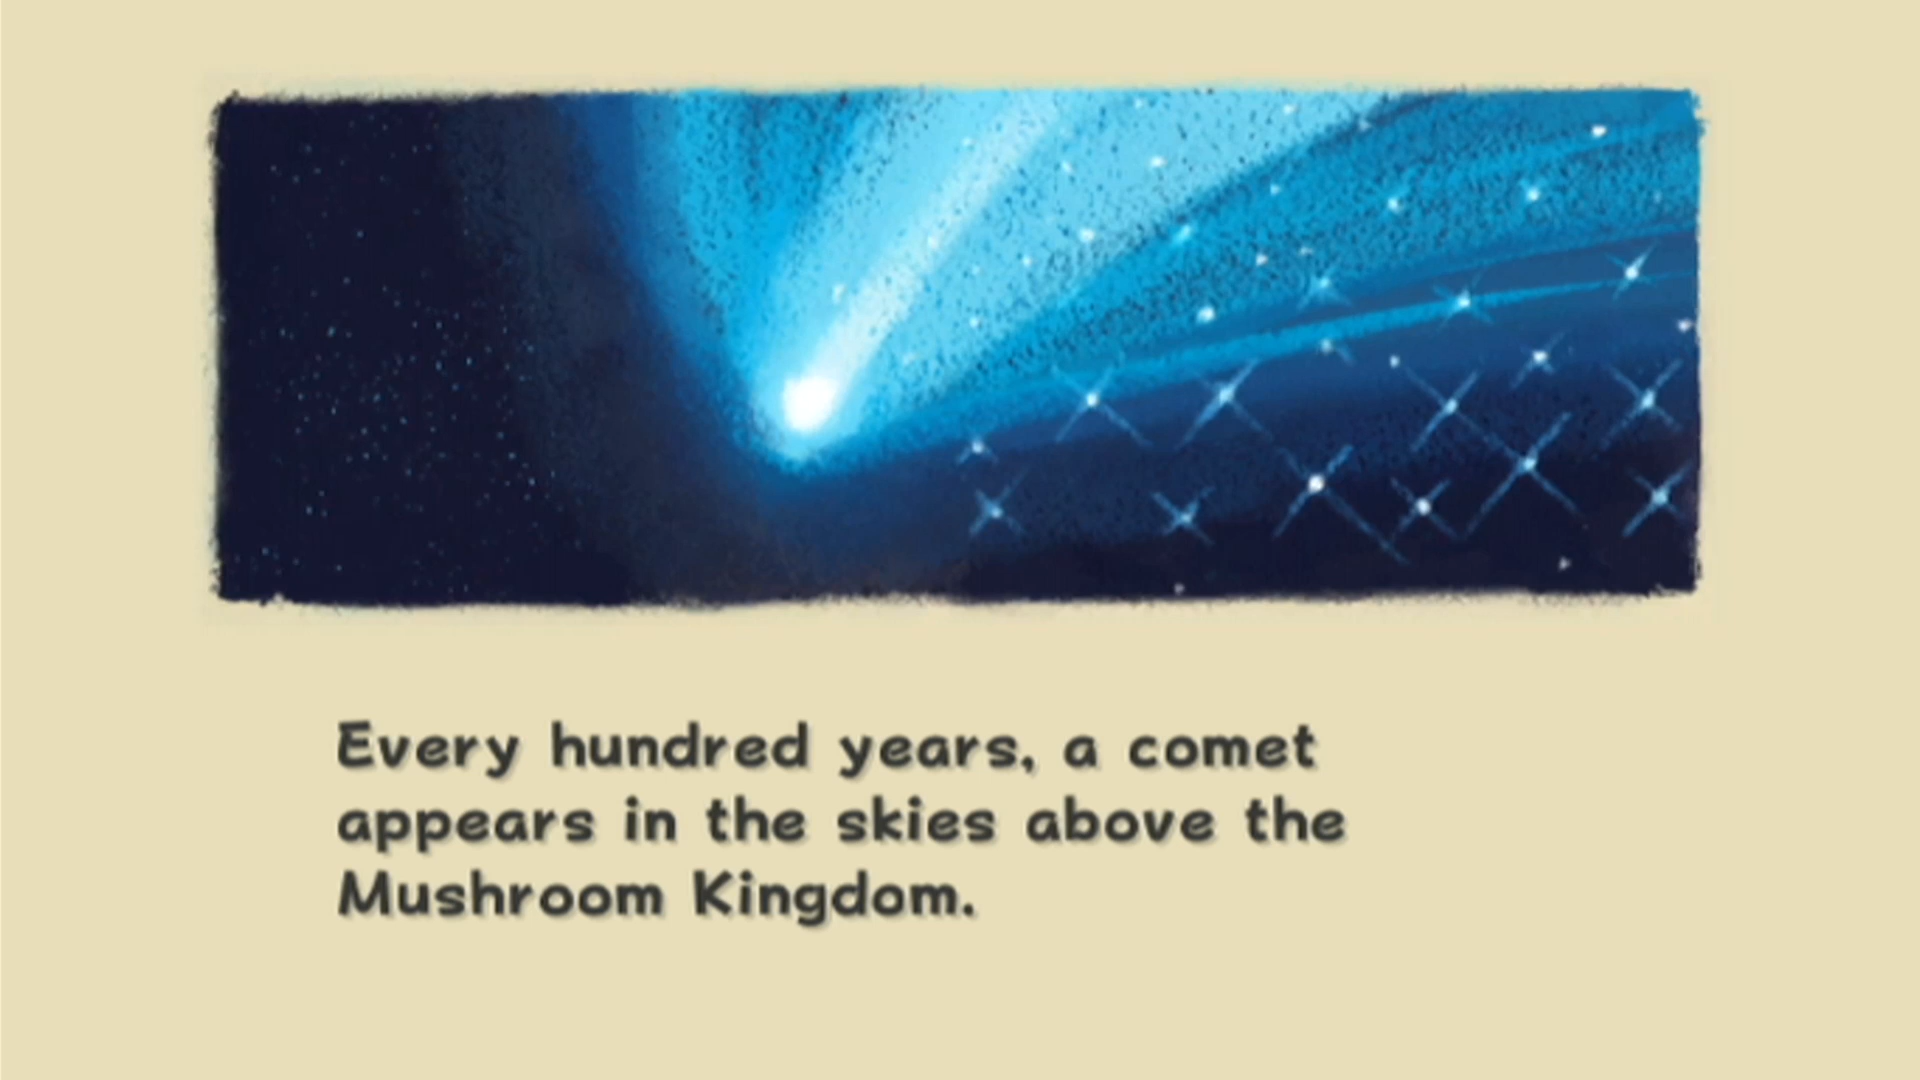 Every hundred years, a comet
appears in the skies above the
Mushroom Kingdom.